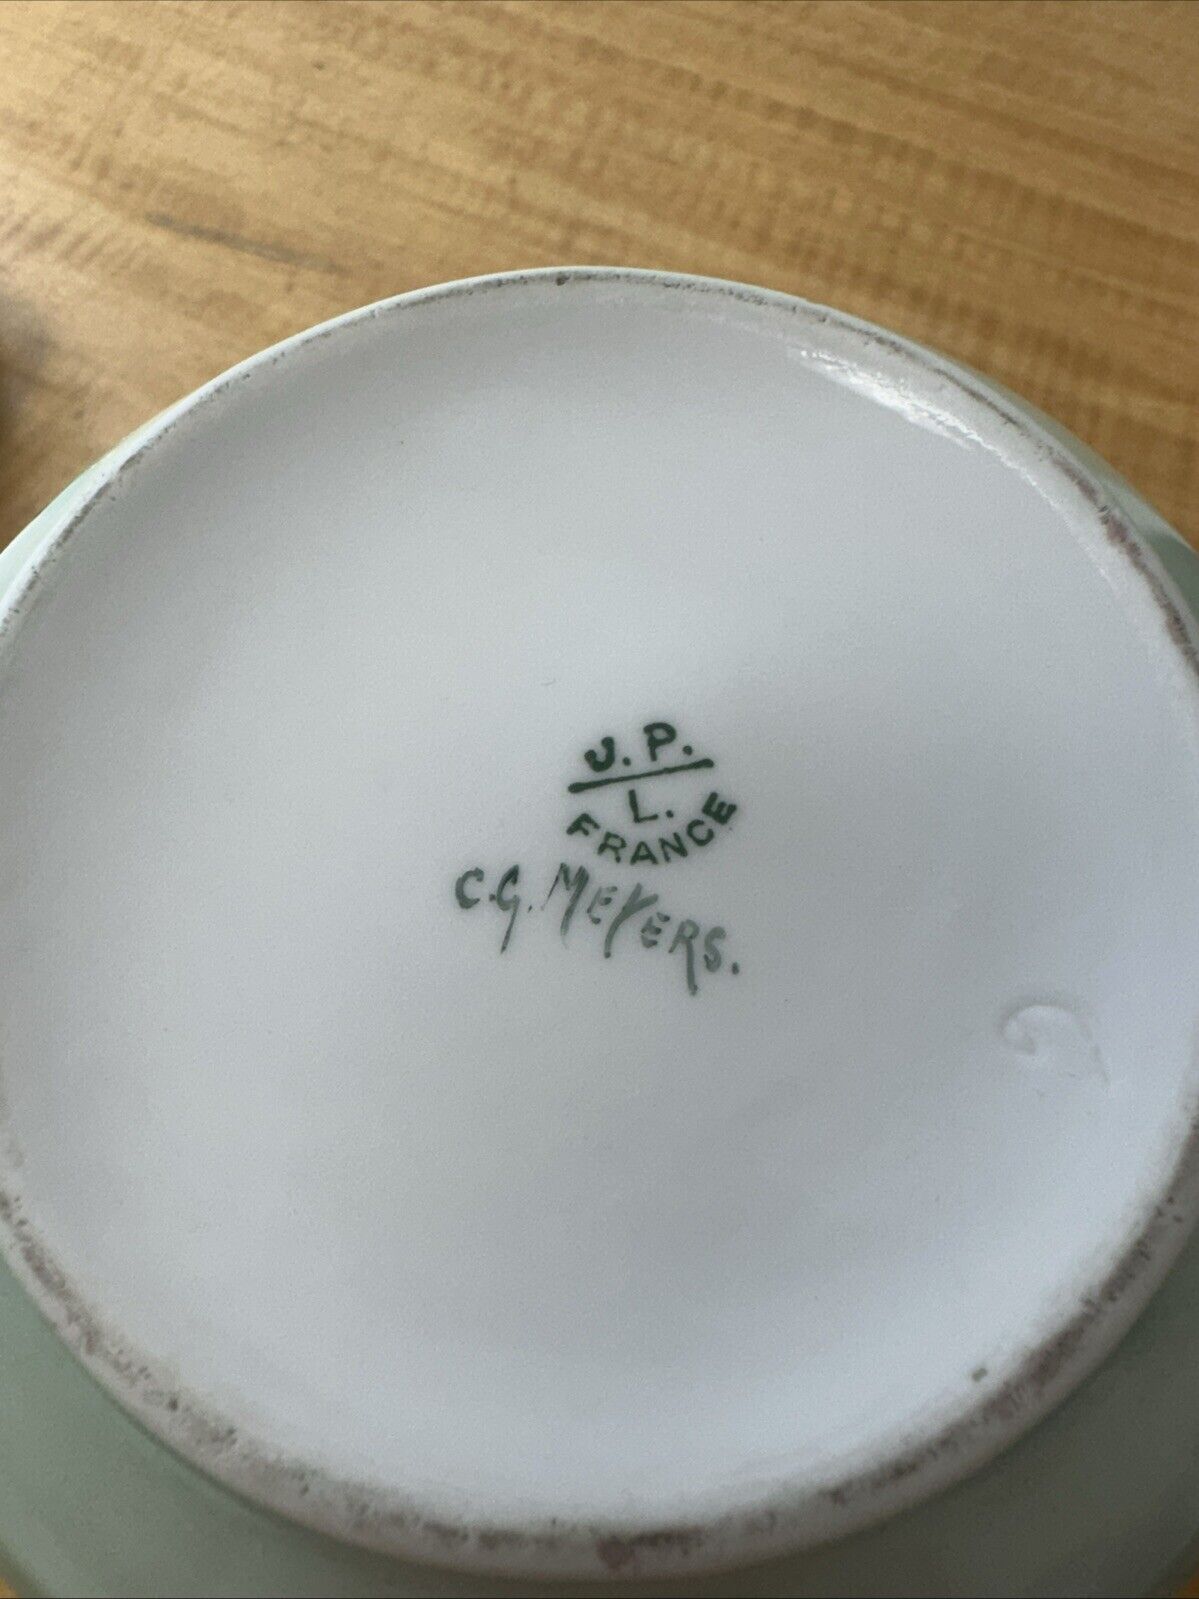 J. P.
L.
FRANCE
C.G. MEYERS.